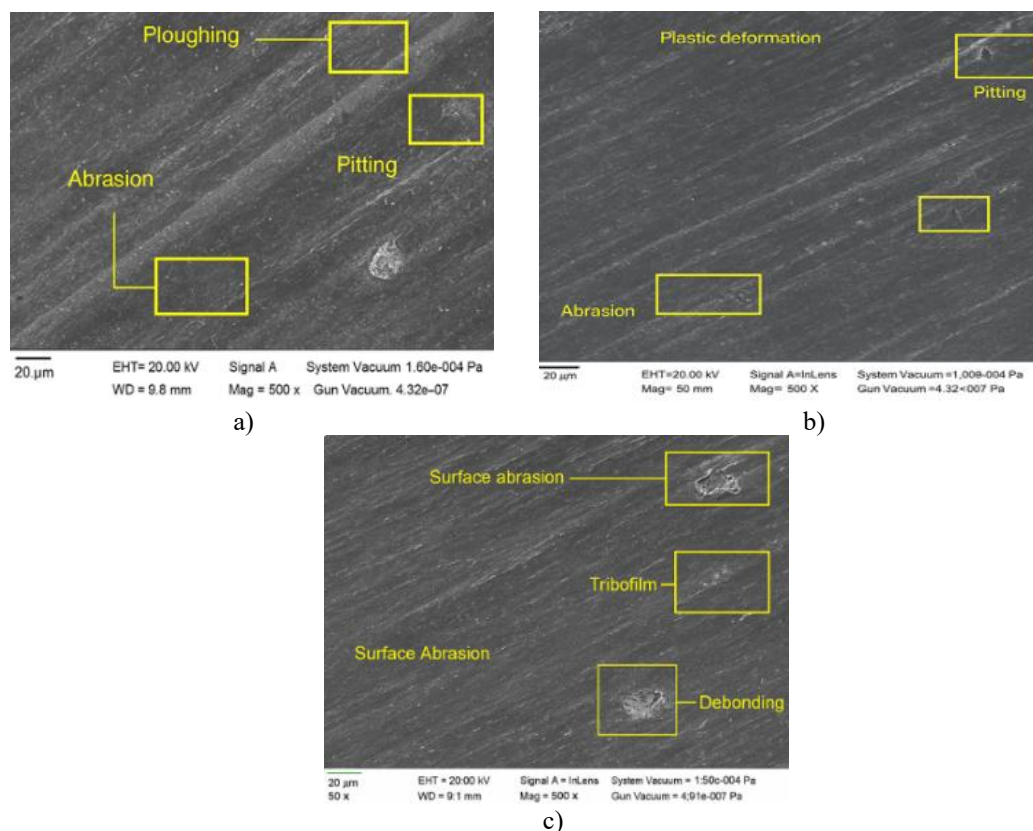 Ploughing
Abrasion
Pitting
20 µm EHT= 20.00 kV Signal A System Vacuum 1.60e-004 Pa
WD = 9.8 mm Mag = 500 x Gun Vacuum. 4.32e–07
a)
Plastic deformation
Pitting
Abrasion
20 µm EHT=20.00 kV Signal A=InLens System Vacuum =1,009-004 Pa
Mag= 50 mm Mag= 500 X Gun Vacuum =4.32<007 Pa
b)
Surface abrasion
Tribofilm
Surface Abrasion
Debonding
20 µm EHT = 20:00 kV Signal A = InLens System Vacuum = 1:50c-004 Pa
50 x WD = 9:1 mm Mag = 500 x Gun Vacuum = 4;91e-007 Pa
c)